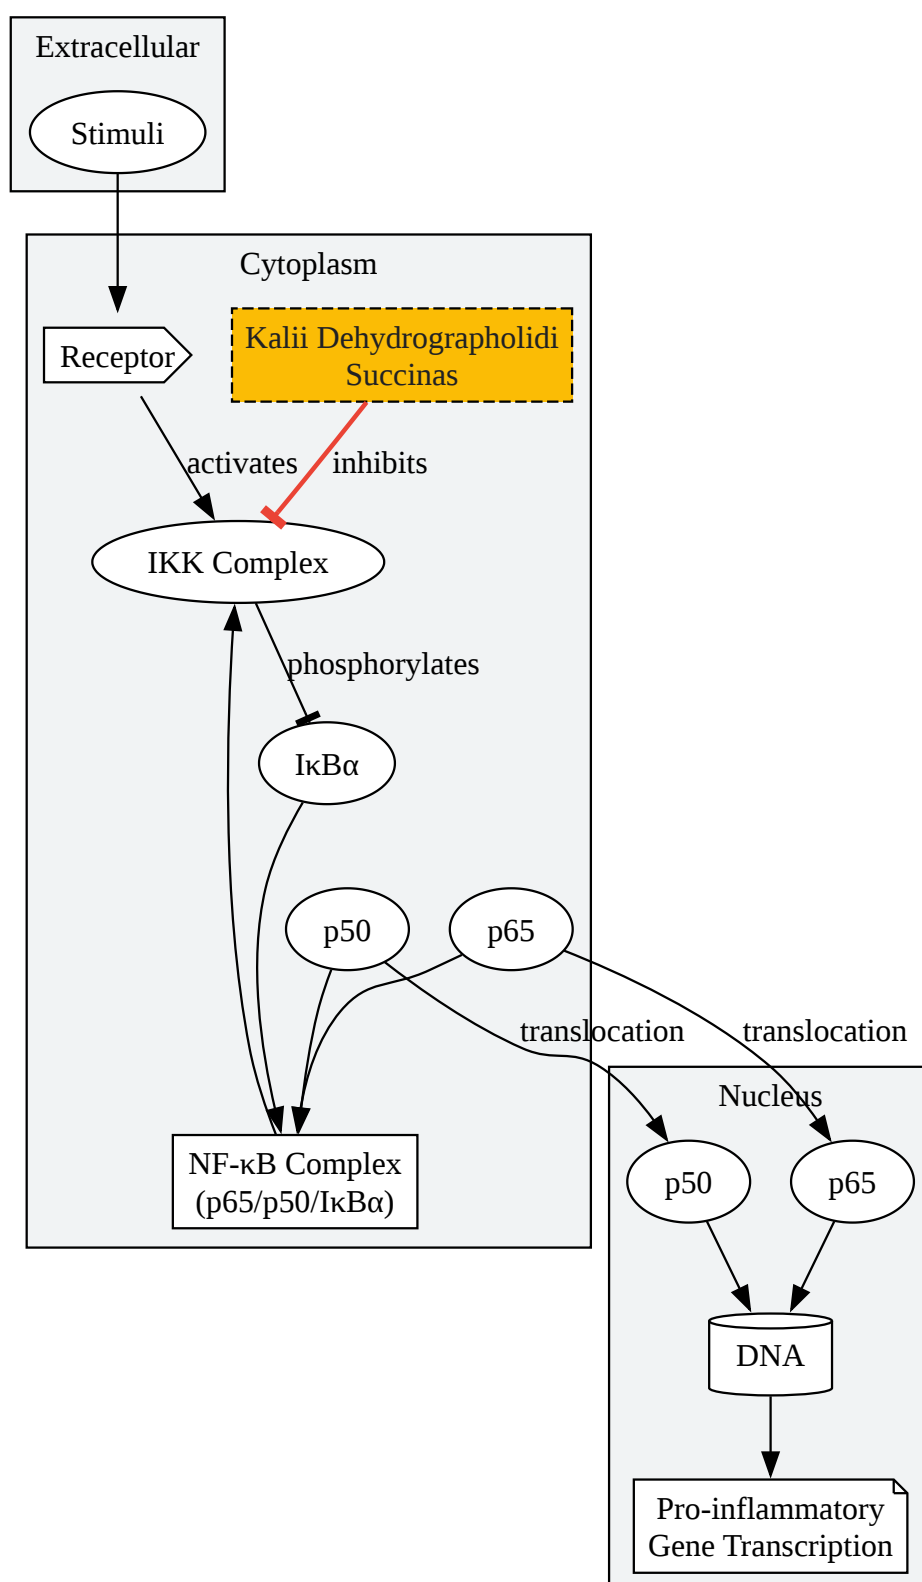 Extracellular
Stimuli
Cytoplasm
Receptor
Kalii Dehydrographolidi
Succinas
activates
inhibits
IKK Complex
phosphorylates
IκBα
p50
p65
translocation
translocation
Nucleus
NF-κB Complex
(p65/p50/IκBα)
p50
p65
DNA
Pro-inflammatory
Gene Transcription